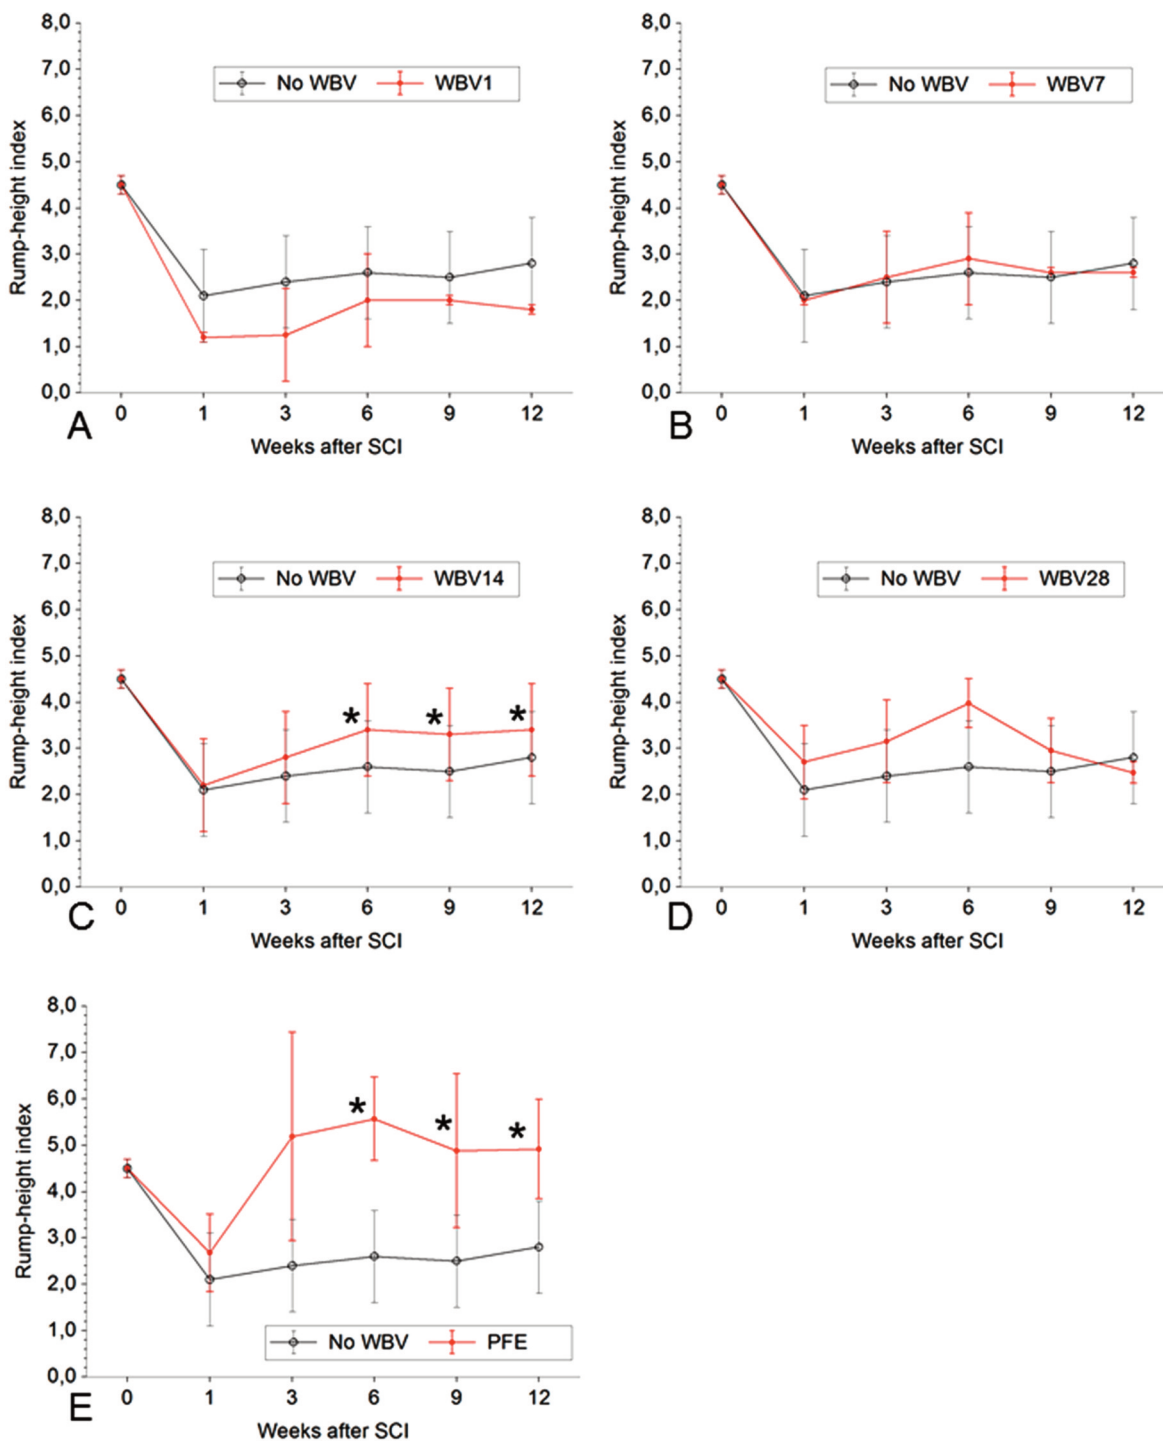 8,0
7,0
6,0
5,0
4,0
3,0
2,0
1,0
0,0
Rump-height index
No WBV WBV1
0 1 3 6 9 12
A
Weeks after SCI
8,0
7,0
6,0
5,0
4,0
3,0
2,0
1,0
0,0
Rump-height index
No WBV WBV7
0 1 3 6 9 12
B
Weeks after SCI
8,0
7,0
6,0
5,0
4,0
3,0
2,0
1,0
0,0
Rump-height index
No WBV WBV14
* * *
0 1 3 6 9 12
C
Weeks after SCI
8,0
7,0
6,0
5,0
4,0
3,0
2,0
1,0
0,0
Rump-height index
No WBV WBV28
0 1 3 6 9 12
D
Weeks after SCI
8,0
7,0
6,0
5,0
4,0
3,0
2,0
1,0
0,0
Rump-height index
* * *
No WBV PFE
0 1 3 6 9 12
E
Weeks after SCI